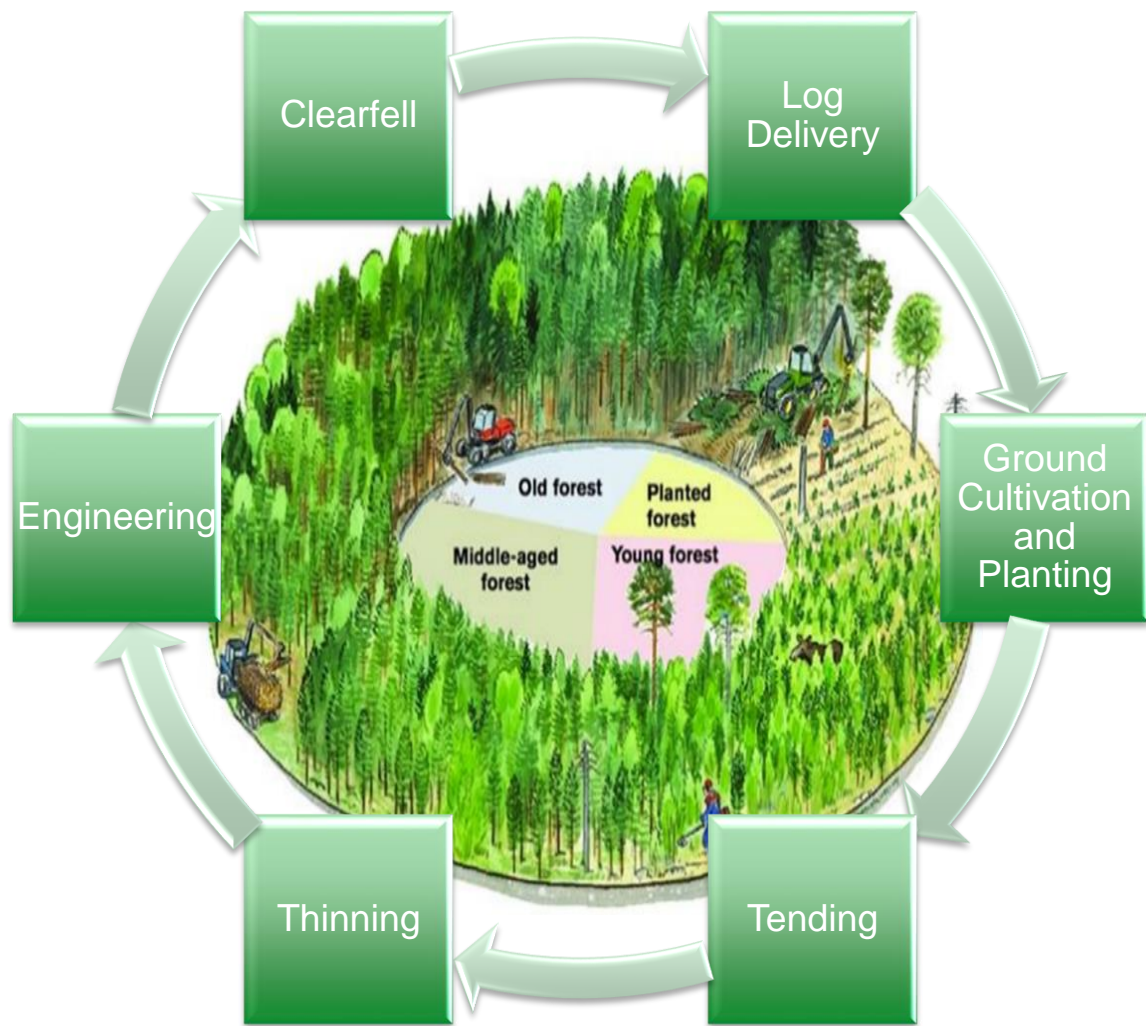 Clearfell
Log
Delivery
Ground
Cultivation
and
Planting
Tending
Thinning
Engineering
Old forest
Planted
forest
Middle-aged
forest
Young forest